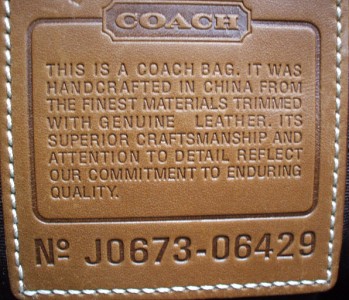 COACH
THIS IS A COACH BAG. IT WAS
HANDCRAFTED IN CHINA FROM
THE FINEST MATERIALS TRIMMED
WITH GENUINE LEATHER. ITS
SUPERIOR CRAFTSMANSHIP AND
ATTENTION TO DETAIL REFLECT
OUR COMMITMENT TO ENDURING
QUALITY.
Nº J0673-06429